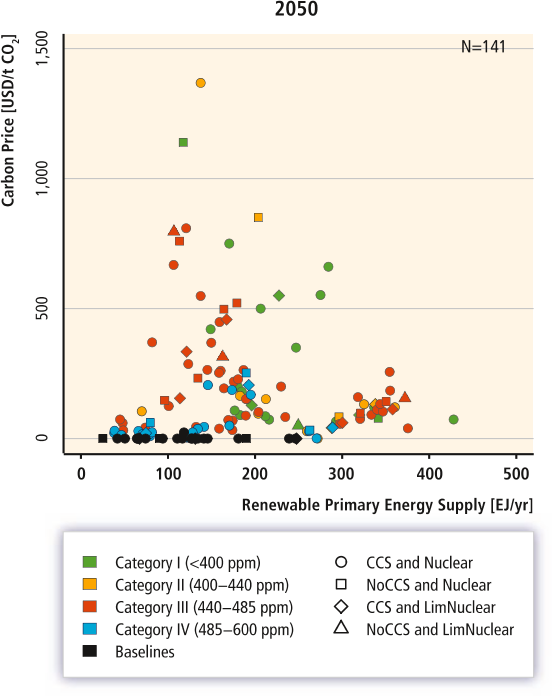 2050
Carbon Price [USD/t CO₂]
N=141
1,500
1,000
500
0
0 100 200 300 400 500
Renewable Primary Energy Supply [EJ/yr]
Category I (<400 ppm)
Category II (400–440 ppm)
Category III (440–485 ppm)
Category IV (485–600 ppm)
Baselines
CCS and Nuclear
NoCCS and Nuclear
CCS and LimNuclear
NoCCS and LimNuclear